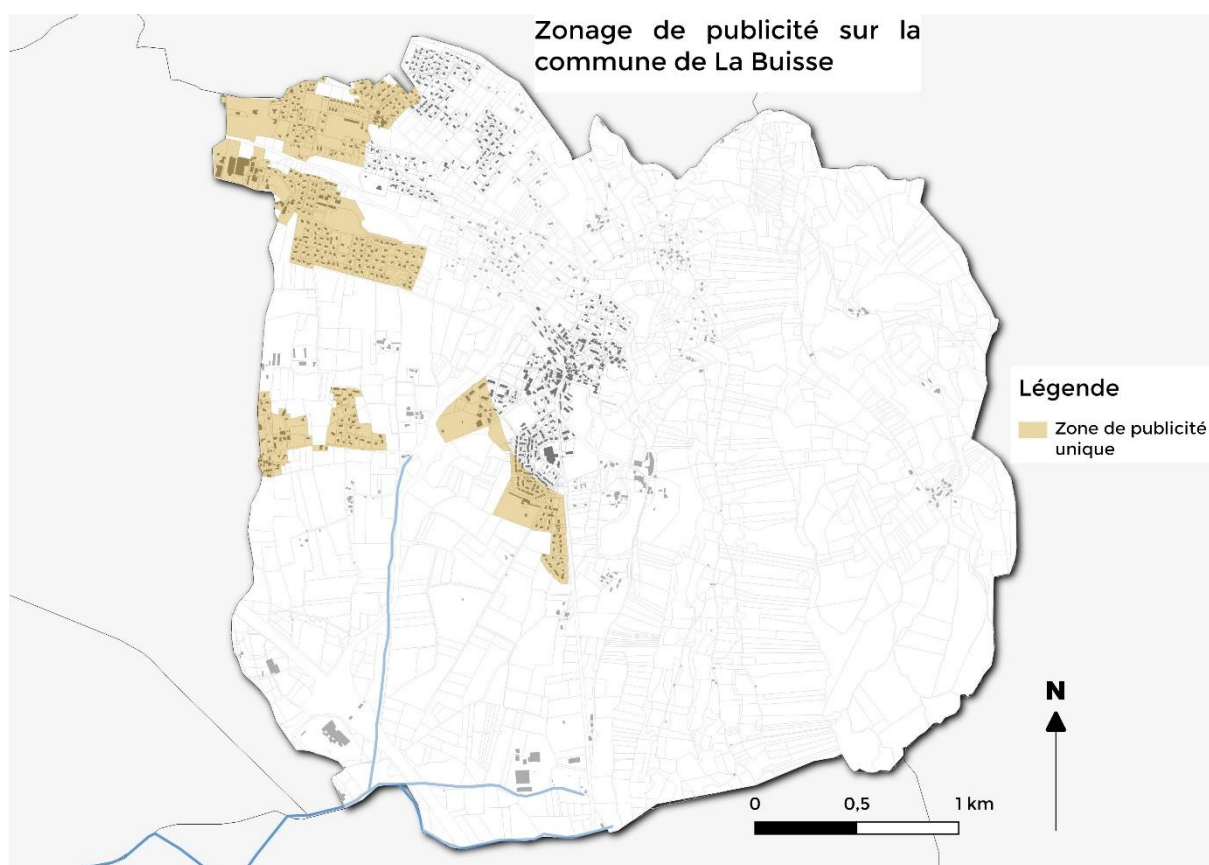 Zonage de publicité sur la
commune de La Buisse
Légende
Zone de publicité
unique
N
0 0,5 1 km